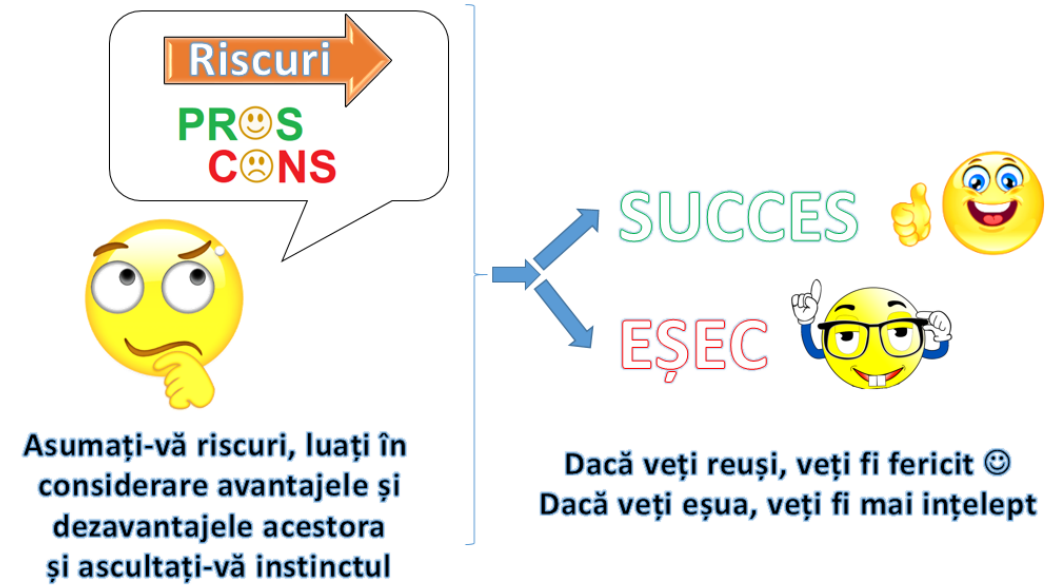 Riscuri
PROS
CONS
Asumați-vă riscuri, luați în
considerare avantajele și
dezavantajele acestora
și ascultați-vă instinctul
SUCCES
EȘEC
Dacă veți reuși, veți fi fericit ☺
Dacă veți eșua, veți fi mai ințelept